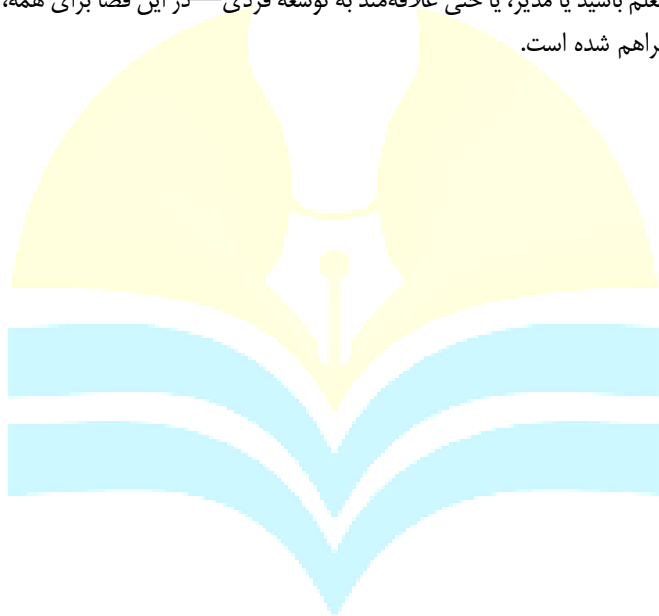 باشید یا مدیر، یا حتی علاقه‌مند به توسعه فردی—در این فضا برای همه،
شده است.